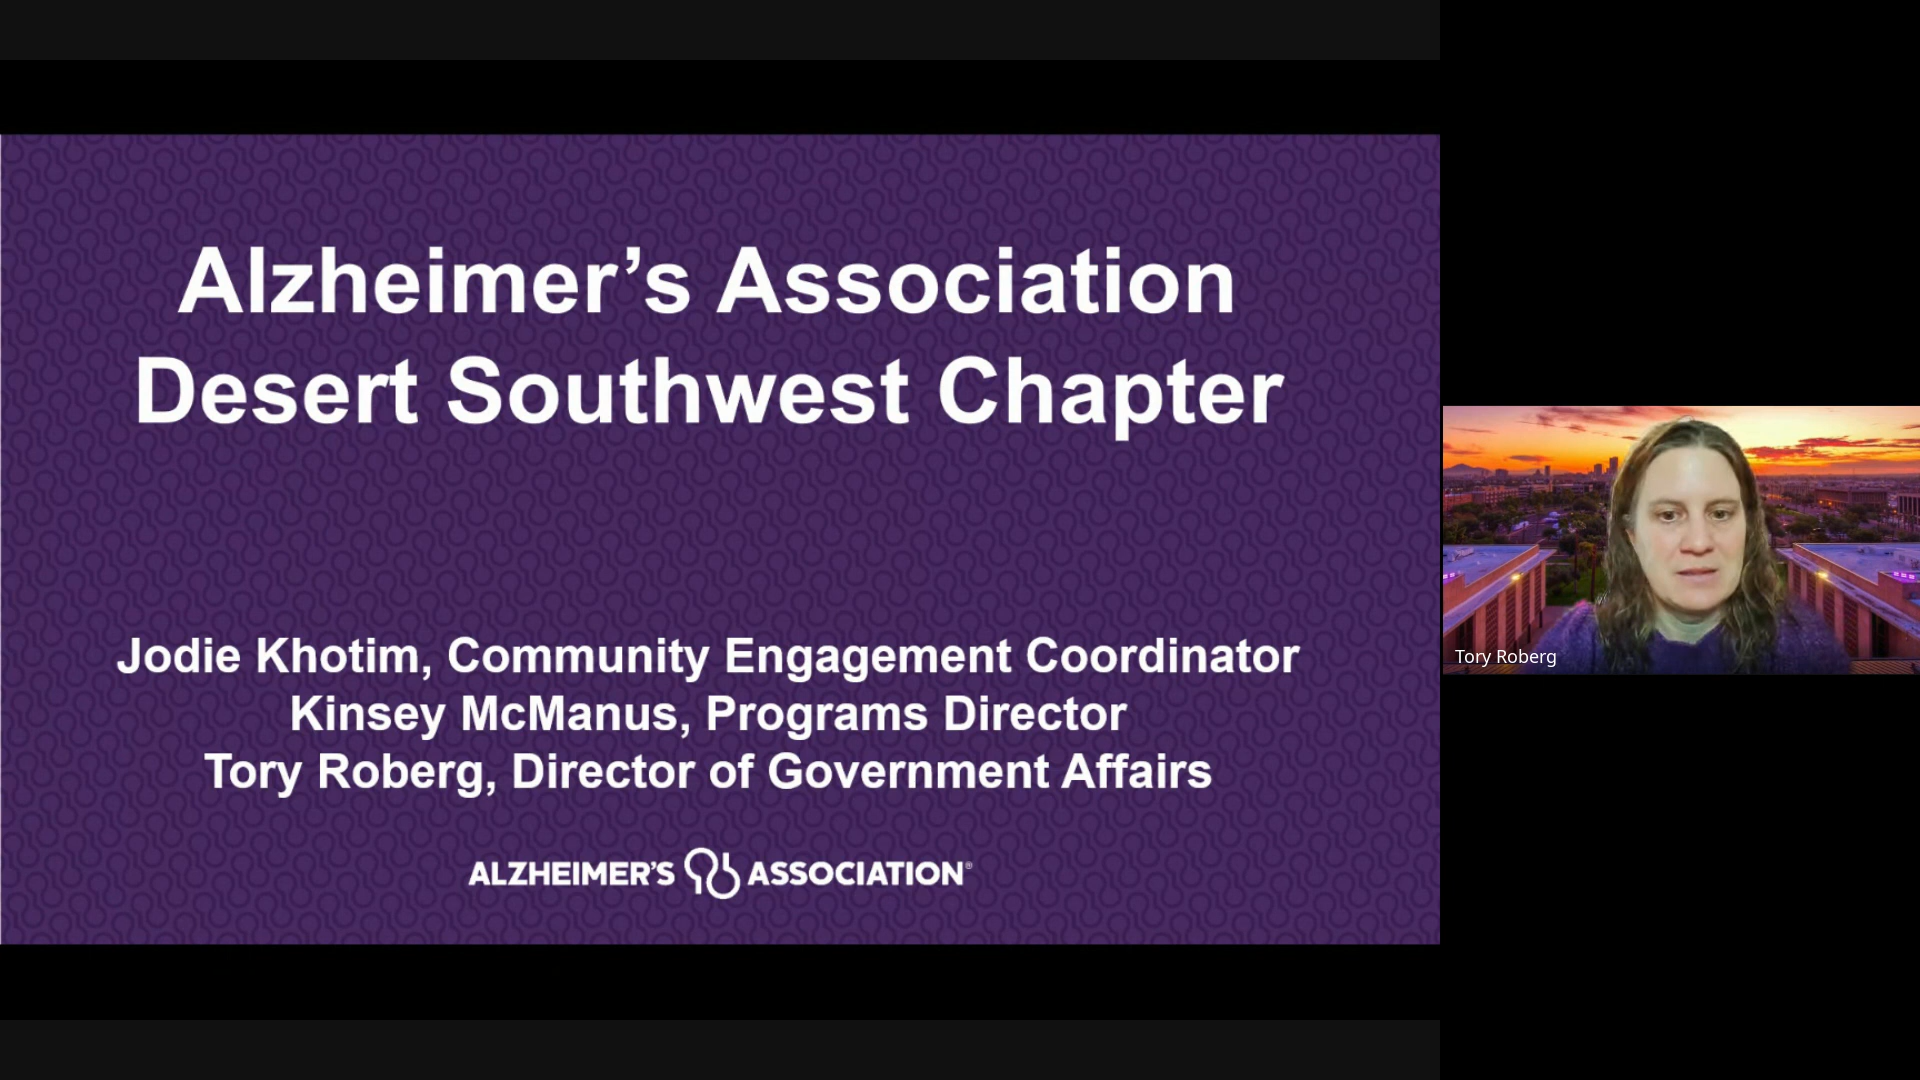 Alzheimer’s Association
Desert Southwest Chapter
Jodie Khotim, Community Engagement Coordinator
Kinsey McManus, Programs Director
Tory Roberg, Director of Government Affairs
ALZHEIMER’S ASSOCIATION®
Tory Roberg